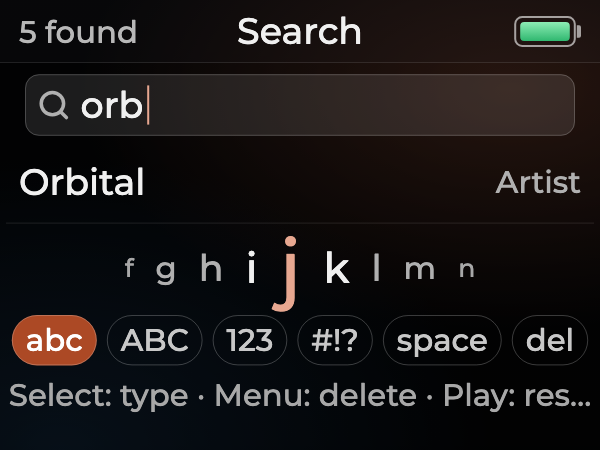 5 found Search
orb
Orbital Artist
f g h i j k l m n
abc ABC 123 #!? space del
Select: type · Menu: delete · Play: res...